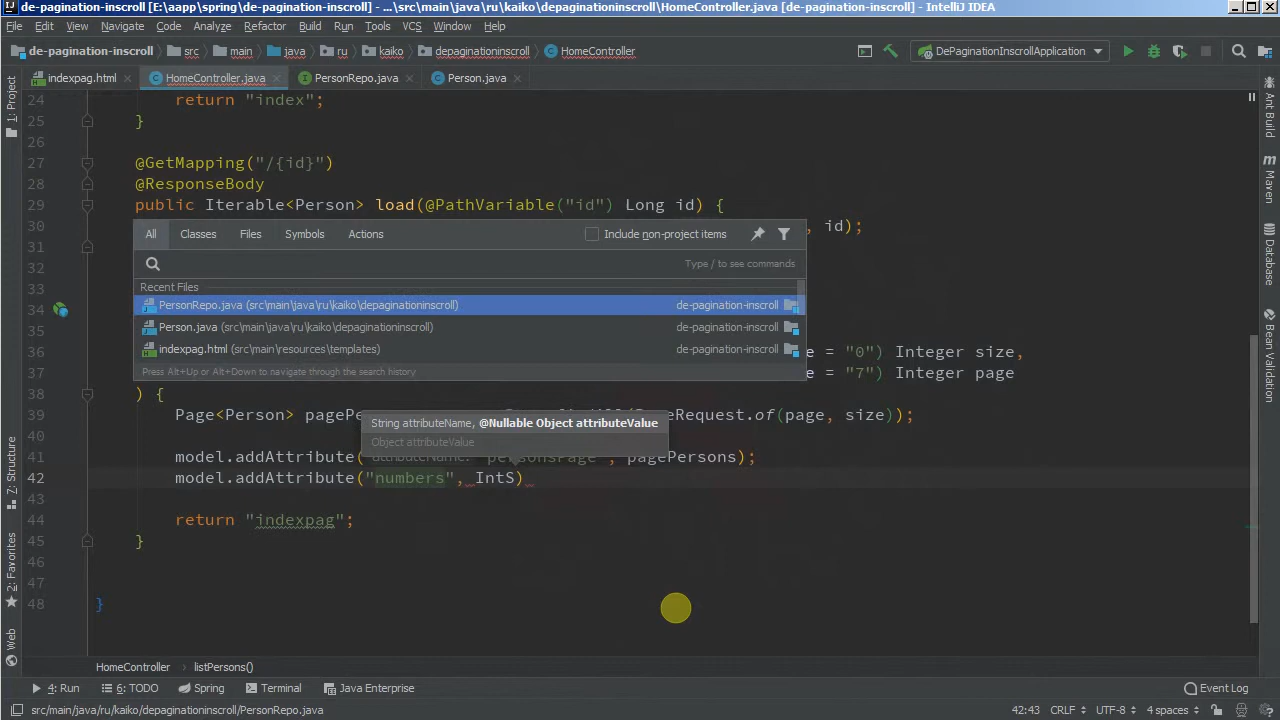 de-pagination-inscroll [E:\aapp\spring\de-pagination-inscroll] - ...\src\main\java\ru\kaiko\depaginationinscroll\HomeController.java [de-pagination-inscroll] - IntelliJ IDEA
File Edit View Navigate Code Analyze Refactor Build Run Tools VCS Window Help
de-pagination-inscroll src main java ru kaiko depaginationinscroll HomeController DePaginationInscrollApplication
indexpag.html HomeController.java PersonRepo.java Person.java
24 return "index";
25 }
26
27 @GetMapping("/{id}")
28 @ResponseBody
29 public Iterable<Person> load(@PathVariable("id") Long id) {
30 , id);
31
32
33
34
35
36 e = "0") Integer size,
37 e = "7") Integer page
38 ) {
39 Page<Person> pagePe Request.of(page, size));
40
41 model.addAttribute( attributeName: "personsPage", pagePersons);
42 model.addAttribute("numbers", IntS)
43
44 return "indexpag";
45 }
46
47
48 }
All Classes Files Symbols Actions Include non-project items
Type / to see commands
Recent Files
PersonRepo.java (src\main\java\ru\kaiko\depaginationinscroll) de-pagination-inscroll
Person.java (src\main\java\ru\kaiko\depaginationinscroll) de-pagination-inscroll
indexpag.html (src\main\resources\templates) de-pagination-inscroll
Press Alt+Up or Alt+Down to navigate through the search history
String attributeName, @Nullable Object attributeValue
Object attributeValue
1: Project
7: Structure
2: Favorites
Web
Ant Build
Maven
Database
Bean Validation
HomeController listPersons()
4: Run 6: TODO Spring Terminal Java Enterprise Event Log
src/main/java/ru/kaiko/depaginationinscroll/PersonRepo.java 42:43 CRLF UTF-8 4 spaces